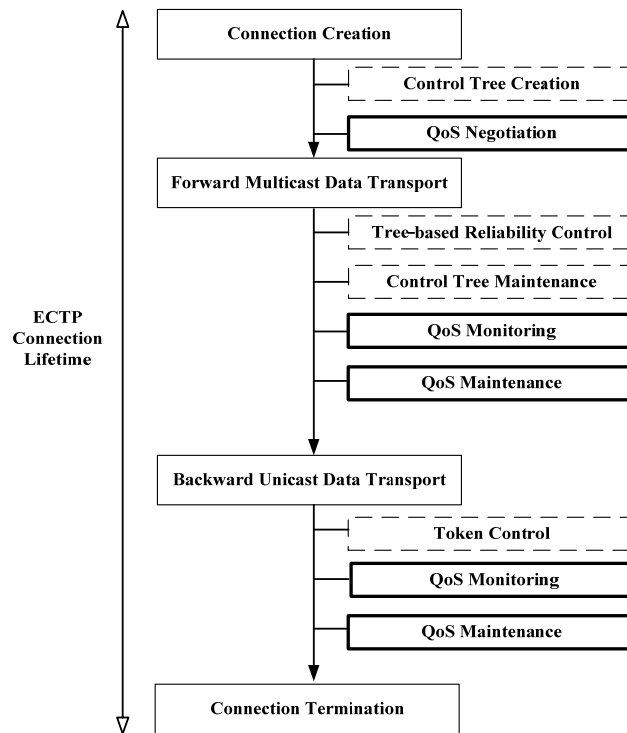 Connection Creation
Control Tree Creation
QoS Negotiation
Forward Multicast Data Transport
Tree-based Reliability Control
Control Tree Maintenance
QoS Monitoring
QoS Maintenance
ECTP
Connection
Lifetime
Backward Unicast Data Transport
Token Control
QoS Monitoring
QoS Maintenance
Connection Termination